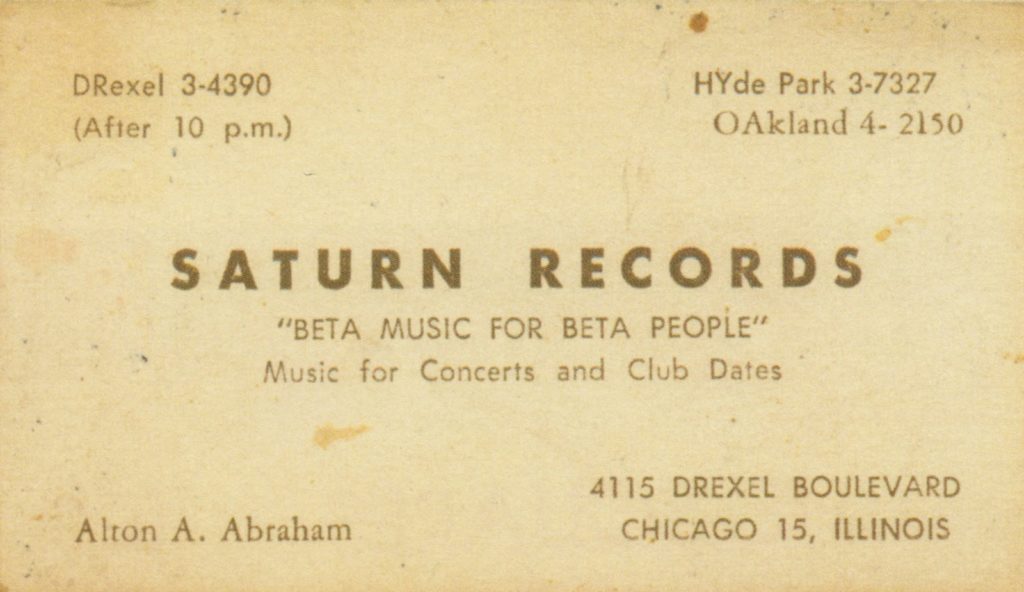 DRexel 3-4390
(After 10 p.m.)
HYde Park 3-7327
OAkland 4- 2150
SATURN RECORDS
"BETA MUSIC FOR BETA PEOPLE"
Music for Concerts and Club Dates
Alton A. Abraham
4115 DREXEL BOULEVARD
CHICAGO 15, ILLINOIS